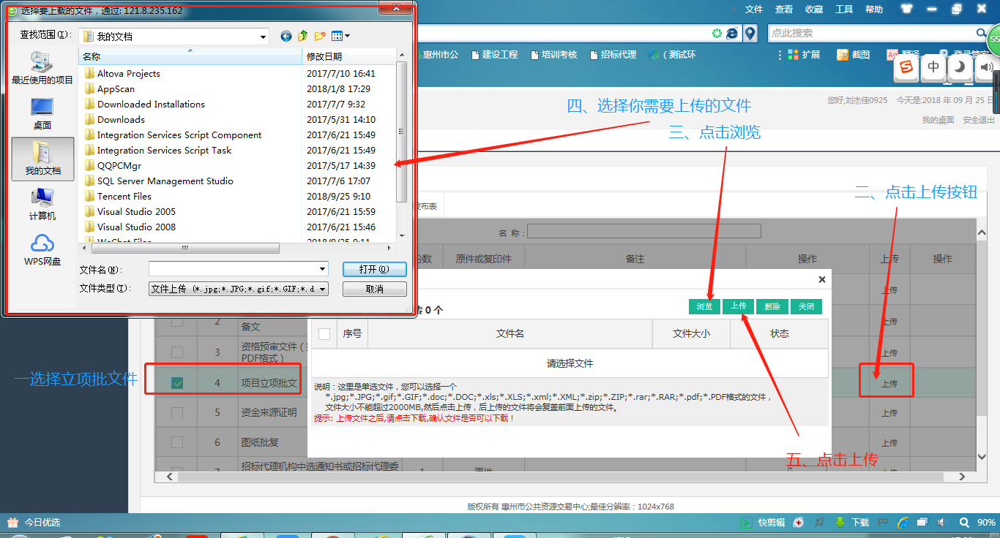 选择要上载的文件，通过: 121.8.235.162
文件 查看 收藏 工具 帮助
查找范围(I):
我的文档
点此搜索
55
名称
修改日期
惠州市公 建设工程 培训考核 招标代理 （测试环
扩展 截图 翻译 登录管家
中
最近使用的项目
桌面
我的文档
计算机
WPS网盘
Altova Projects 2017/7/10 16:41
AppScan 2018/1/8 17:29
Downloaded Installations 2017/7/7 9:32
Downloads 2017/5/31 14:10
Integration Services Script Component 2017/6/21 15:49
Integration Services Script Task 2017/6/21 15:49
QQPCMgr 2017/5/17 14:39
SQL Server Management Studio 2017/7/6 17:07
Tencent Files 2018/9/25 9:10
Visual Studio 2005 2017/6/21 15:59
Visual Studio 2008 2017/6/21 15:46
WeChat Files 2018/9/25 9:11
文件名(N):
打开(O)
文件类型(T):
文件上传 (*.jpg;*.JPG;*.gif;*.GIF;*.d
取消
您好,刘杰佳0925 今天是:2018 年 09 月 25 日
我的桌面 安全退出
四、选择你需要上传的文件
三、点击浏览
二、点击上传按钮
发布表
名 称:
份数 原件或复印件 备注 操作 上传 操作
上传
传 0 个
浏览 上传 删除 关闭
序号 文件名 文件大小 状态
请选择文件
说明：这里是单选文件，您可以选择一个
*.jpg;*.JPG;*.gif;*.GIF;*.doc;*.DOC;*.xls;*.XLS;*.xml;*.XML;*.zip;*.ZIP;*.rar;*.RAR;*.pdf;*.PDF格式的文件，
文件大小不能超过2000MB,然后点击上传，后上传的文件将会复盖前面上传的文件。
提示: 上传文件之后,请点击下载,确认文件是否可以下载！
2 备文 上传
3 资格预审文件（
PDF格式）
上传
一选择立项批文件
4 项目立项批文 上传
5 资金来源证明 上传
6 图纸批复 上传
7 招标代理机构中选通知书或招标代理委 1 原件 上传
五、点击上传
版权所有 惠州市公共资源交易中心;最佳分辨率：1024x768
今日优选
快剪辑 下载 90%